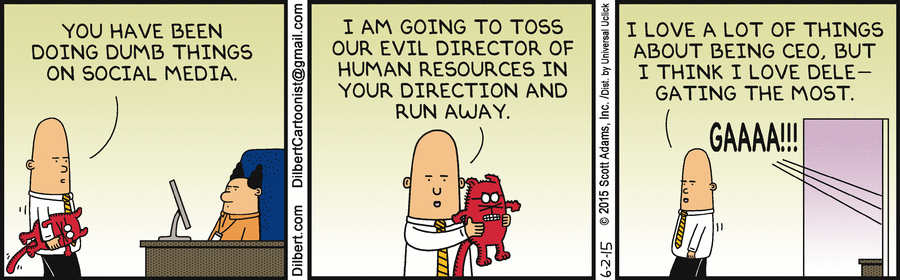 YOU HAVE BEEN
DOING DUMB THINGS
ON SOCIAL MEDIA.
Dilbert.com DilbertCartoonist@gmail.com
I AM GOING TO TOSS
OUR EVIL DIRECTOR OF
HUMAN RESOURCES IN
YOUR DIRECTION AND
RUN AWAY.
6-2-15 © 2015 Scott Adams, Inc. /Dist. by Universal Uclick
I LOVE A LOT OF THINGS
ABOUT BEING CEO, BUT
I THINK I LOVE DELE-
GATING THE MOST.
GAAAA!!!